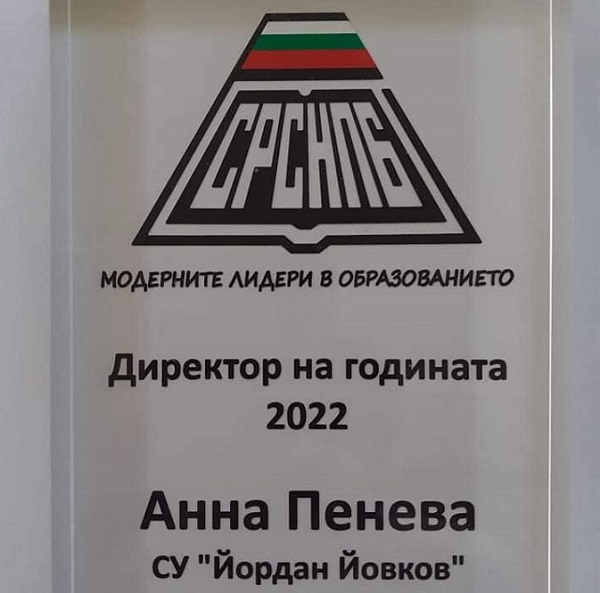 СРСНПБ
МОДЕРНИТЕ ЛИДЕРИ В ОБРАЗОВАНИЕТО
Директор на годината
2022
Анна Пенева
СУ "Йордан Йовков"